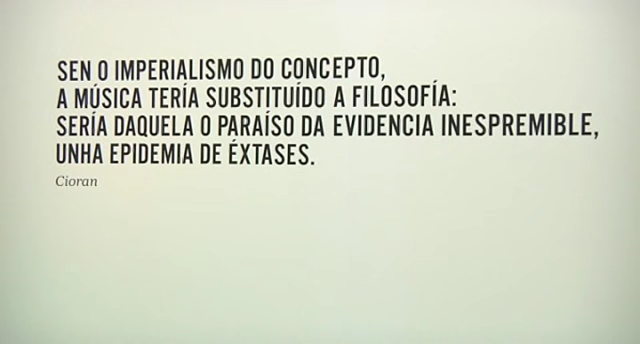 SEN O IMPERIALISMO DO CONCEPTO,
A MÚSICA TERÍA SUBSTITUÍDO A FILOSOFÍA:
SERÍA DAQUELA O PARAÍSO DA EVIDENCIA INESPREMIBLE,
UNHA EPIDEMIA DE ÉXTASES.
Cioran